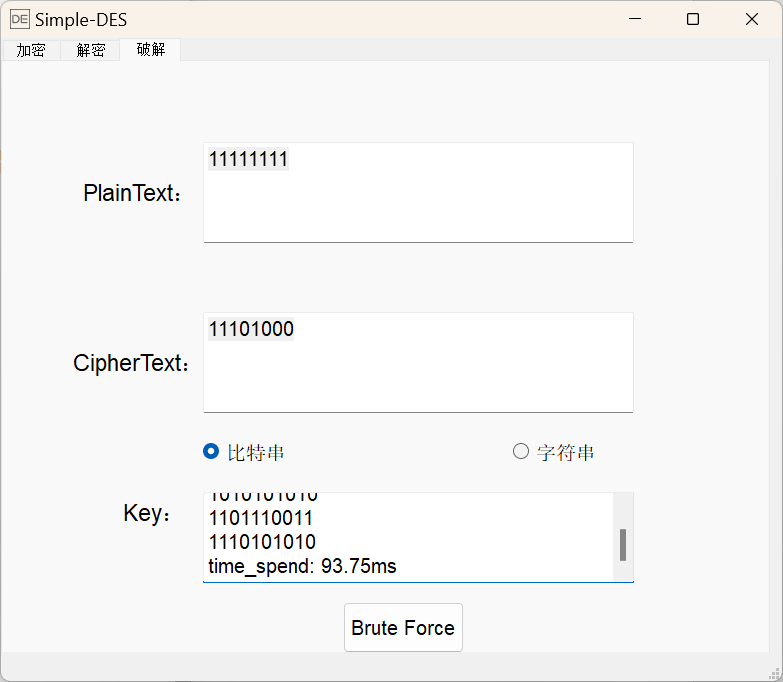 DE Simple-DES
加密 解密 破解
PlainText：
11111111
CipherText：
11101000
比特串 字符串
Key：
1010101010
1101110011
1110101010
time_spend: 93.75ms
Brute Force